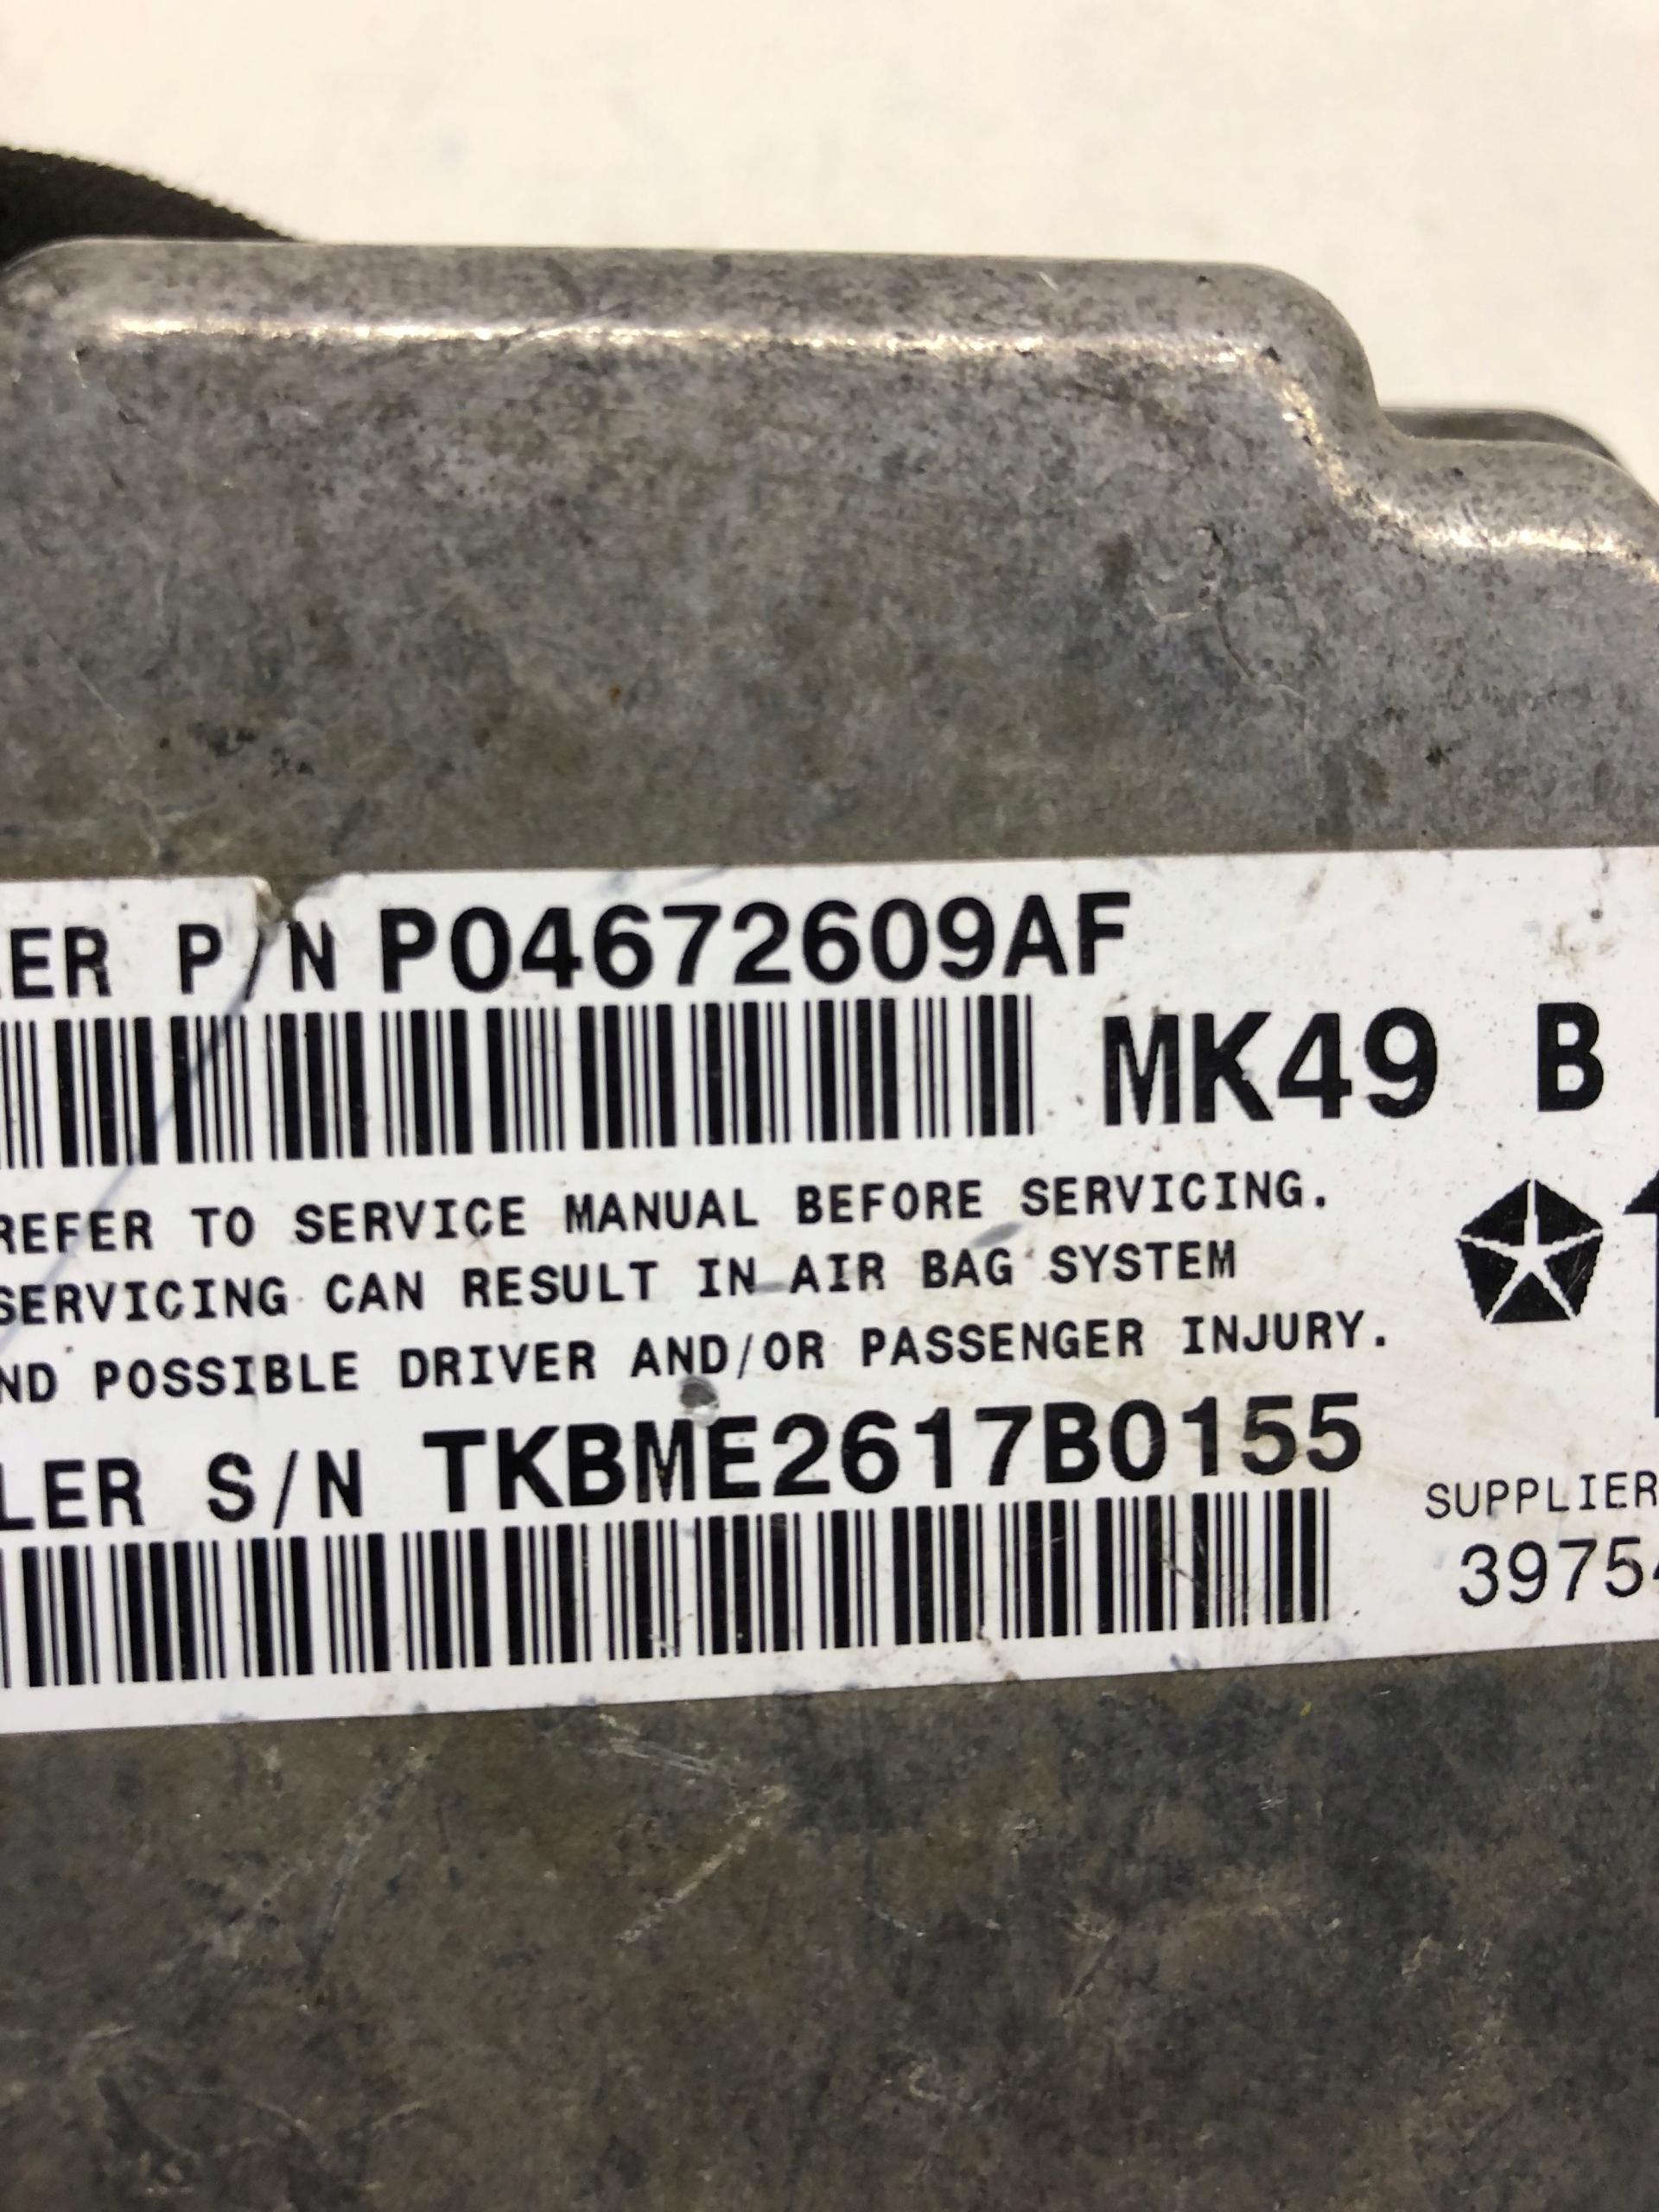 LER P/N P04672609AF
MK49 B
REFER TO SERVICE MANUAL BEFORE SERVICING.
SERVICING CAN RESULT IN AIR BAG SYSTEM
ND POSSIBLE DRIVER AND/OR PASSENGER INJURY.
LER S/N TKBME2617B0155
SUPPLIER
3975